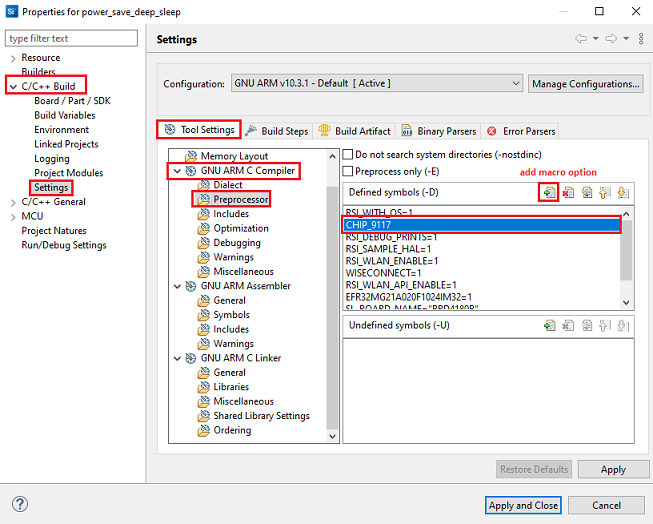 Properties for power_save_deep_sleep
type filter text
Resource
Builders
C/C++ Build
Board / Part / SDK
Build Variables
Environment
Linked Projects
Logging
Project Modules
Settings
C/C++ General
MCU
Project Natures
Run/Debug Settings
Settings
Configuration: GNU ARM v10.3.1 - Default [ Active ] Manage Configurations...
Tool Settings Build Steps Build Artifact Binary Parsers Error Parsers
Memory Layout
GNU ARM C Compiler
Dialect
Preprocessor
Includes
Optimization
Debugging
Warnings
Miscellaneous
GNU ARM Assembler
General
Symbols
Includes
Warnings
GNU ARM C Linker
General
Libraries
Miscellaneous
Shared Library Settings
Ordering
Do not search system directories (-nostdinc)
Preprocess only (-E)
add macro option
Defined symbols (-D)
RSI_WITH_OS=1
CHIP_9117
RSI_DEBUG_PRINTS=1
RSI_SAMPLE_HAL=1
RSI_WLAN_ENABLE=1
WISECONNECT=1
RSI_WLAN_API_ENABLE=1
EFR32MG21A020F1024IM32=1
SL_BOARD_NAME="BRD4180B"
Undefined symbols (-U)
Restore Defaults Apply
Apply and Close Cancel